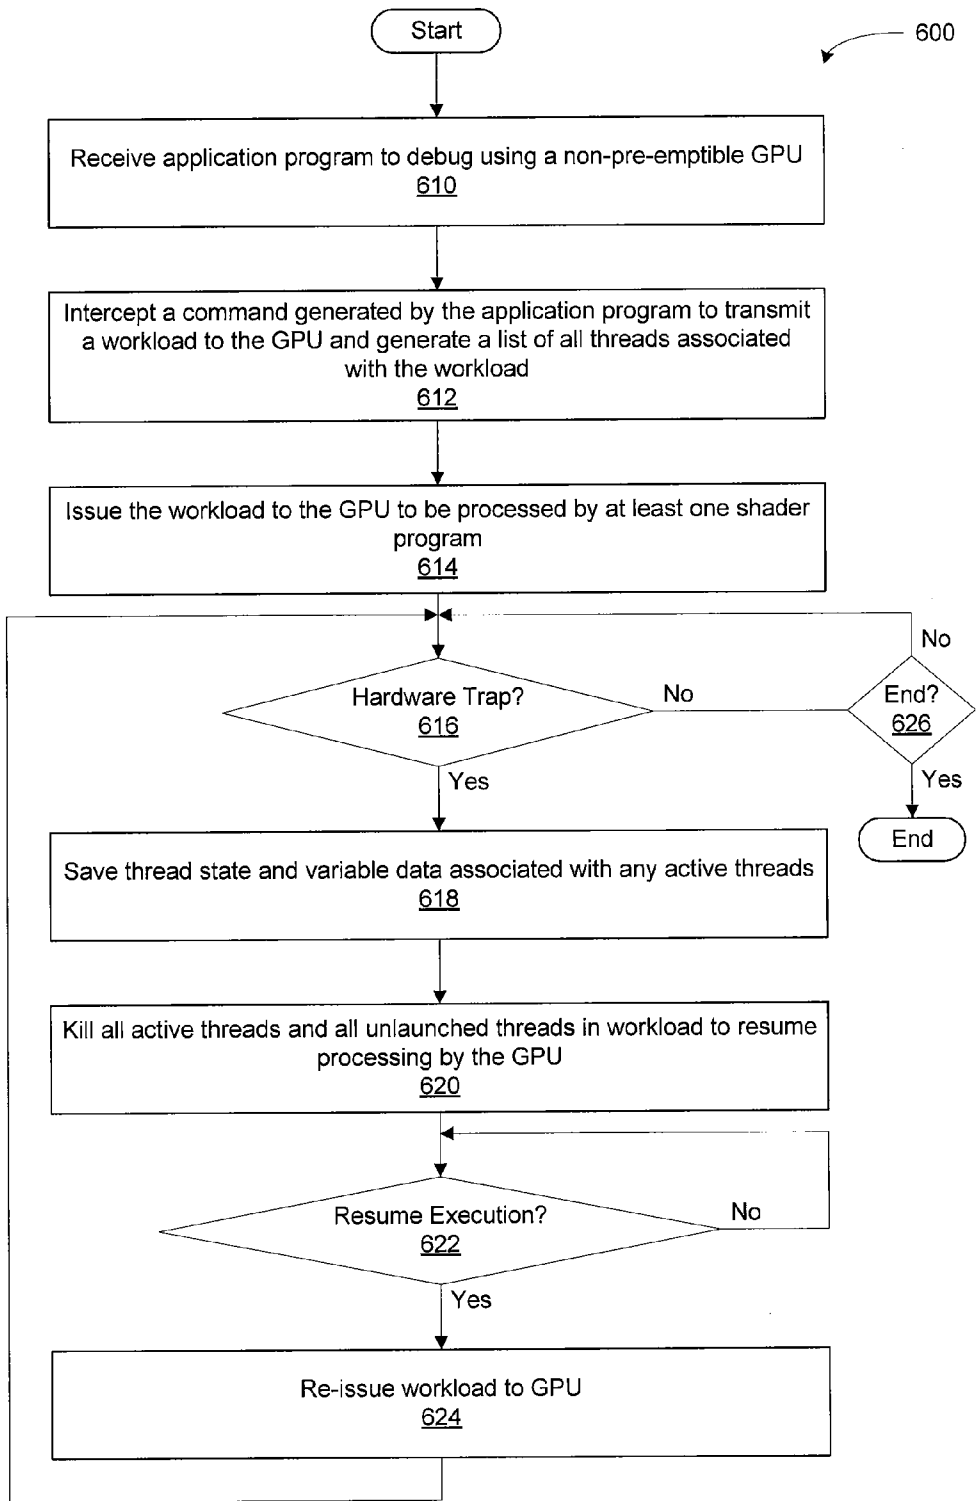 Start
600
Receive application program to debug using a non-pre-emptible GPU
610
Intercept a command generated by the application program to transmit
a workload to the GPU and generate a list of all threads associated
with the workload
612
Issue the workload to the GPU to be processed by at least one shader
program
614
No
Hardware Trap?
616
No
End?
626
Yes
Yes
End
Save thread state and variable data associated with any active threads
618
Kill all active threads and all unlaunched threads in workload to resume
processing by the GPU
620
Resume Execution?
622
No
Yes
Re-issue workload to GPU
624